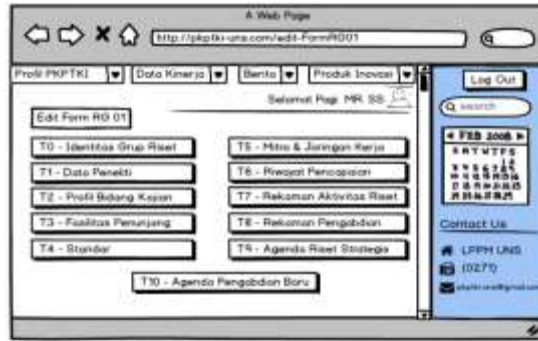 A Web Page
http://pkptki-uns.com/edit-FormRG01
Profil PKPTKI
Data Kinerja
Berita
Produk Inovasi
Log Out
Selamat Pagi MR. SS
search
Edit Form RG 01
T0 - Identitas Grup Riset
T1 - Data Peneliti
T2 - Profil Bidang Kajian
T3 - Fasilitas Penunjang
T4 - Standar
T5 - Mitra & Jaringan Kerja
T6 - Riwayat Pencapaian
T7 - Rekaman Aktivitas Riset
T8 - Rekaman Pengabdian
T9 - Agenda Riset Strategis
T10 - Agenda Pengabdian Baru
FEB 2008
S M T W T F S
Contact Us
LPPM UNS
(0271)